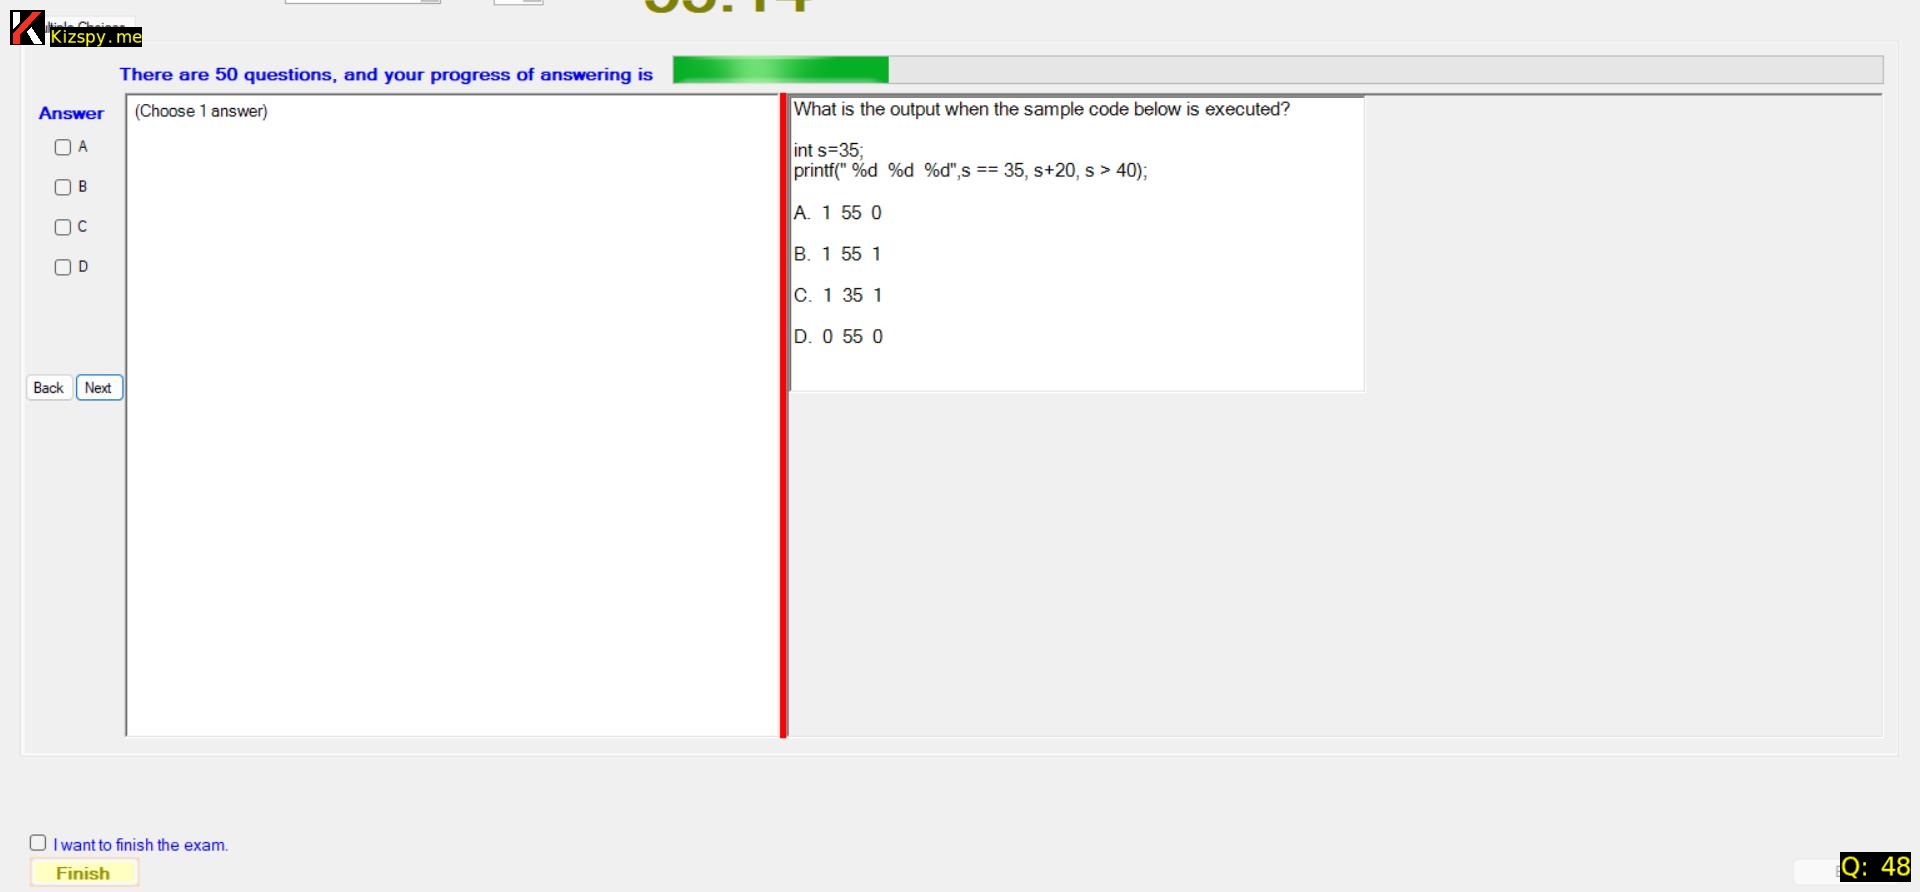 Kizspy.me
There are 50 questions, and your progress of answering is
Answer
(Choose 1 answer)
A
B
C
D
Back
Next
What is the output when the sample code below is executed?
int s=35;
printf(" %d  %d  %d",s == 35, s+20, s > 40);
A.  1  55  0
B.  1  55  1
C.  1  35  1
D.  0  55  0
I want to finish the exam.
Finish
Q: 48